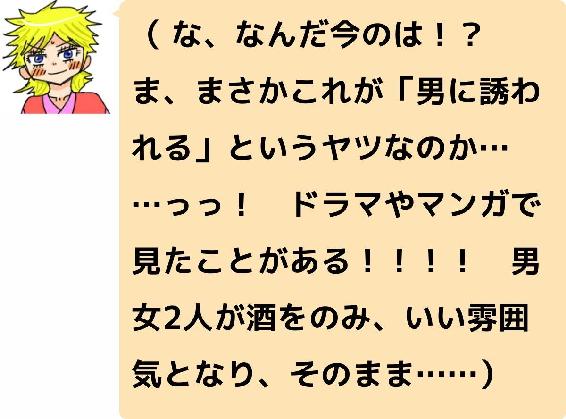 （ な、なんだ今のは！？
ま、まさかこれが「男に誘わ
れる」というヤツなのか…
…っっ！　ドラマやマンガで
見たことがある！！！！　男
女2人が酒をのみ、いい雰囲
気となり、そのまま……）